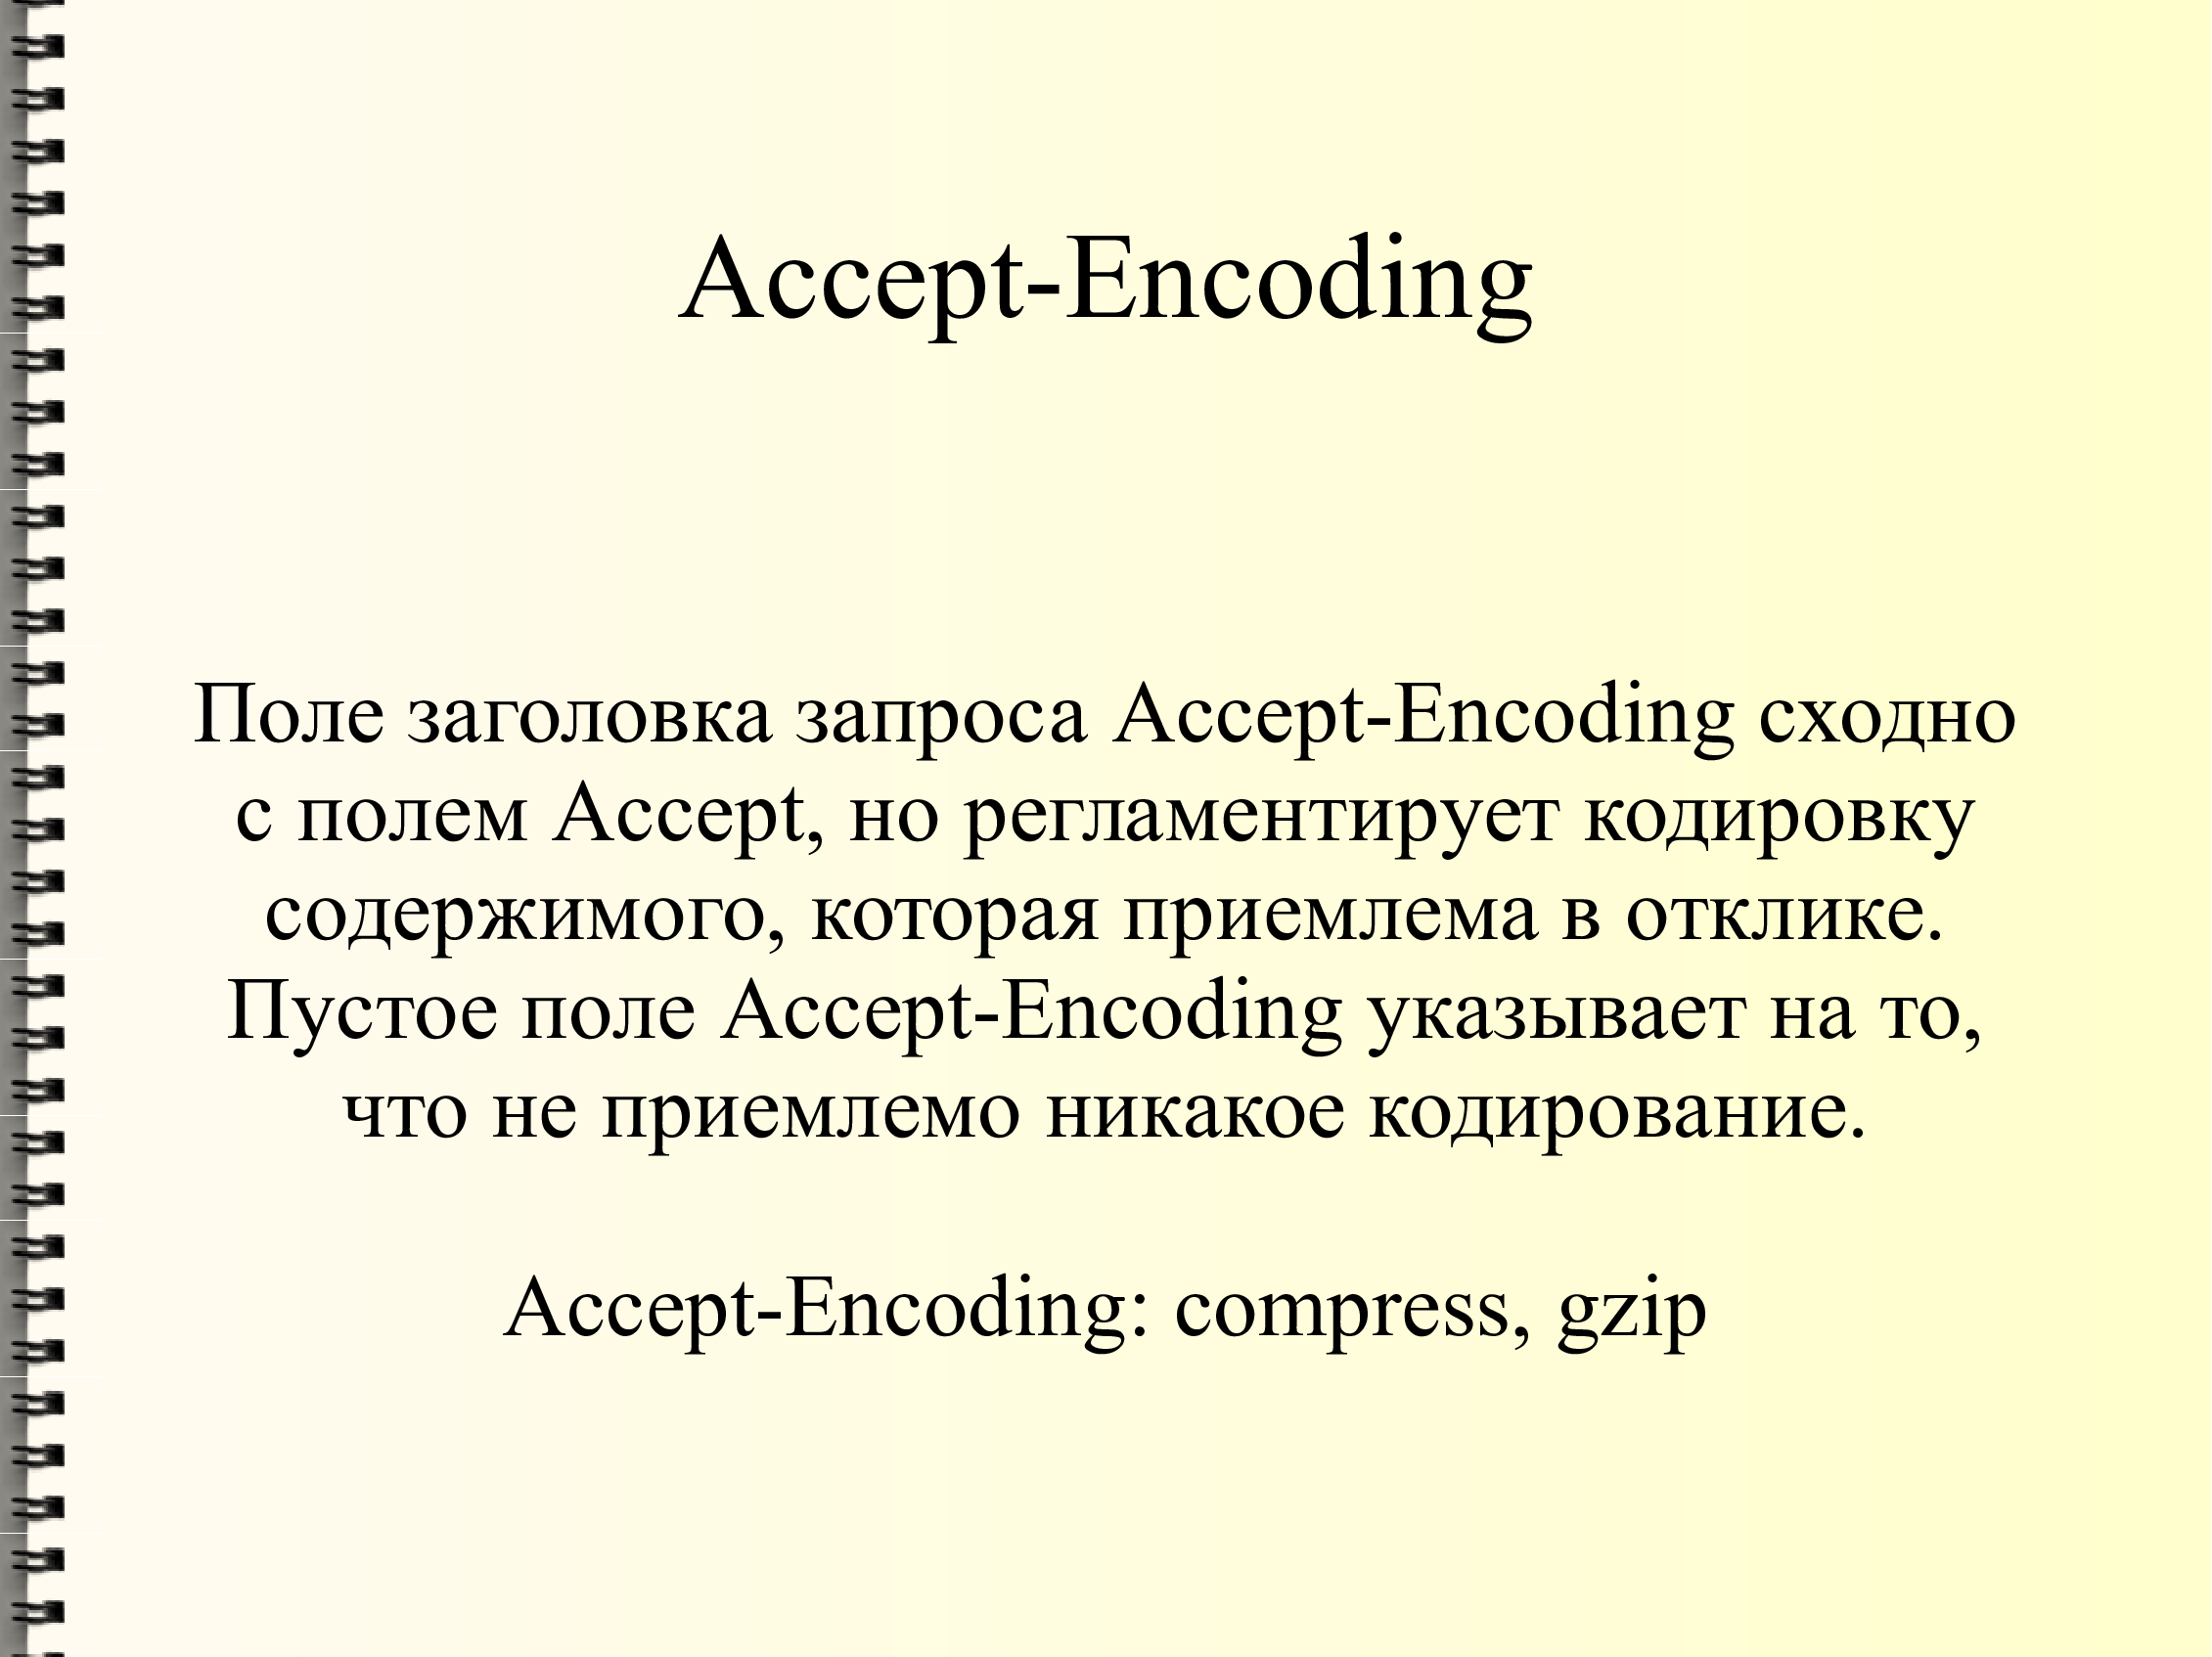 Accept-Encoding
Поле заголовка запроса Accept-Encoding сходно
с полем Accept, но регламентирует кодировку
содержимого, которая приемлема в отклике.
Пустое поле Accept-Encoding указывает на то,
что не приемлемо никакое кодирование.
Accept-Encoding: compress, gzip